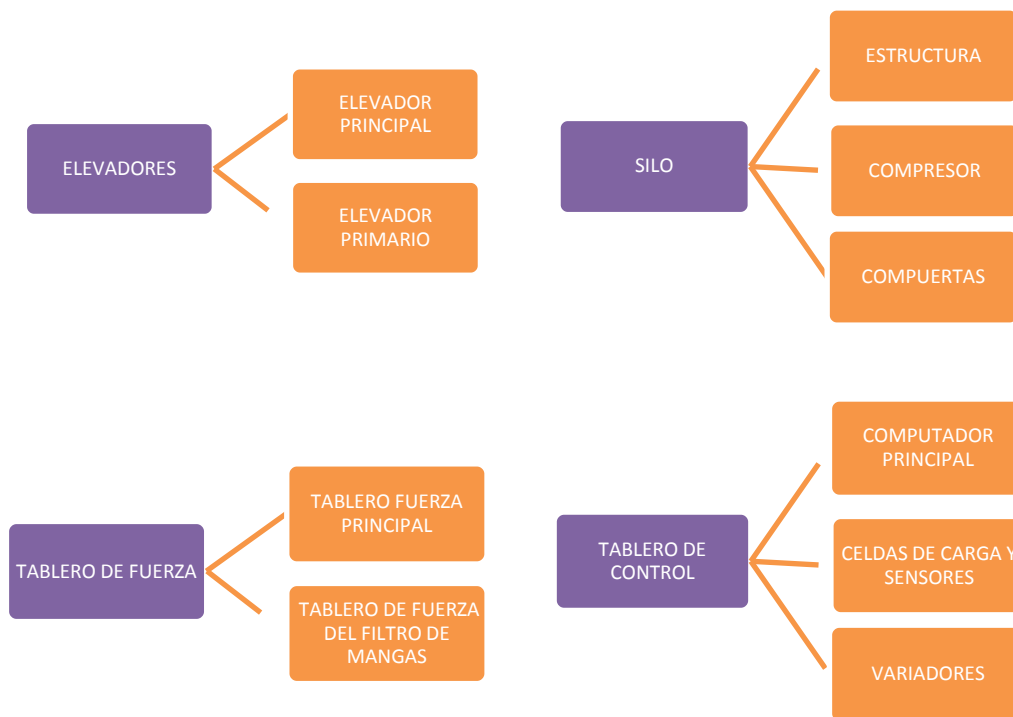 ELEVADORES
ELEVADOR
PRINCIPAL
ELEVADOR
PRIMARIO
SILO
ESTRUCTURA
COMPRESOR
COMPUERTAS
TABLERO DE FUERZA
TABLERO FUERZA
PRINCIPAL
TABLERO DE FUERZA
DEL FILTRO DE
MANGAS
TABLERO DE
CONTROL
COMPUTADOR
PRINCIPAL
CELDAS DE CARGA Y
SENSORES
VARIADORES